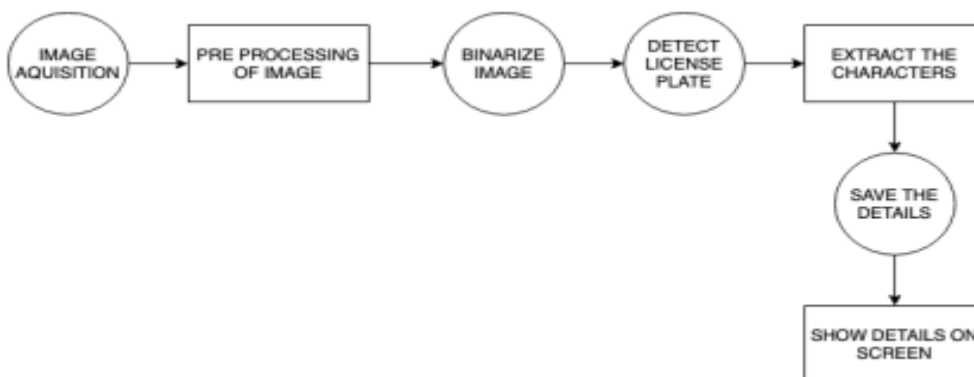 IMAGE
AQUISITION
PRE PROCESSING
OF IMAGE
BINARIZE
IMAGE
DETECT
LICENSE
PLATE
EXTRACT THE
CHARACTERS
SAVE THE
DETAILS
SHOW DETAILS ON
SCREEN